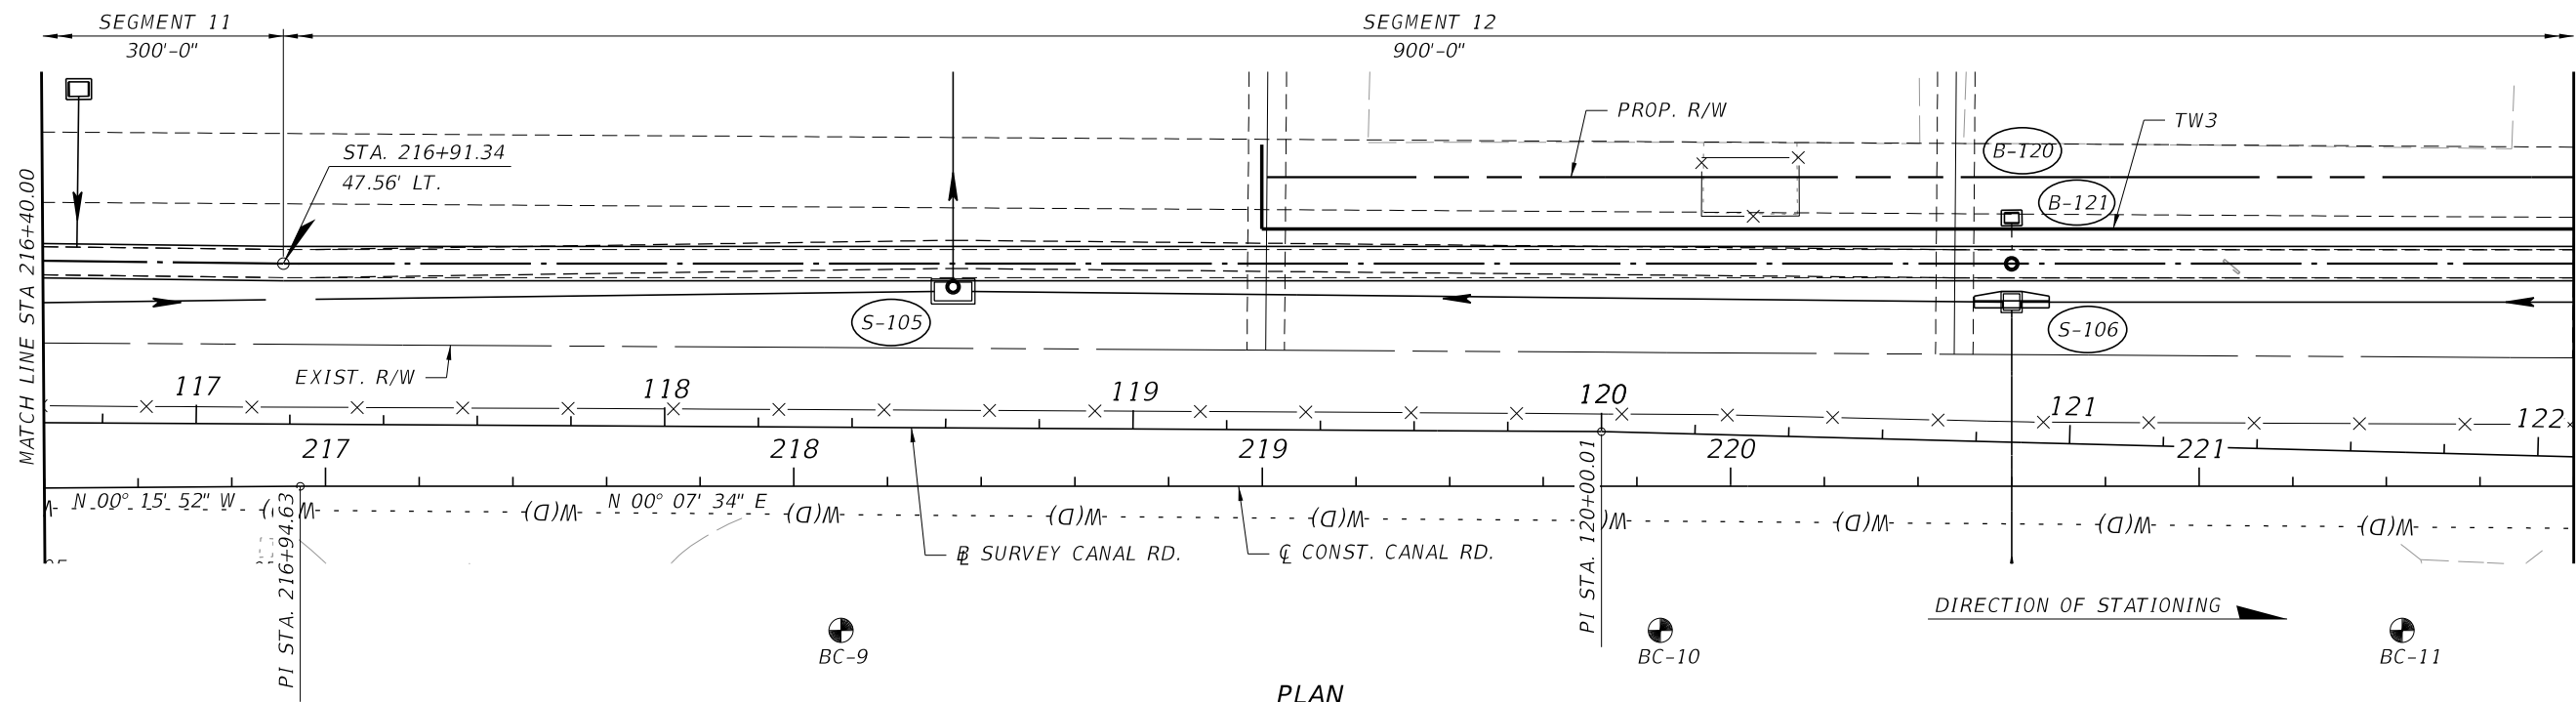 SEGMENT 11
300'-0"
SEGMENT 12
900'-0"
MATCH LINE STA 216+40.00
STA. 216+91.34
47.56' LT.
PROP. R/W
TW3
B-120
B-121
S-105
S-106
EXIST. R/W
117
118
119
120
121
122
217
218
219
220
221
N 00° 15' 52" W
N 00° 07' 34" E
W(D)
W(D)
W(D)
W(D)
W(D)
W(D)
W(D)
W(D)
PI STA. 216+94.63
PI STA. 120+00.01
BL SURVEY CANAL RD.
CL CONST. CANAL RD.
DIRECTION OF STATIONING
BC-9
BC-10
BC-11
PLAN